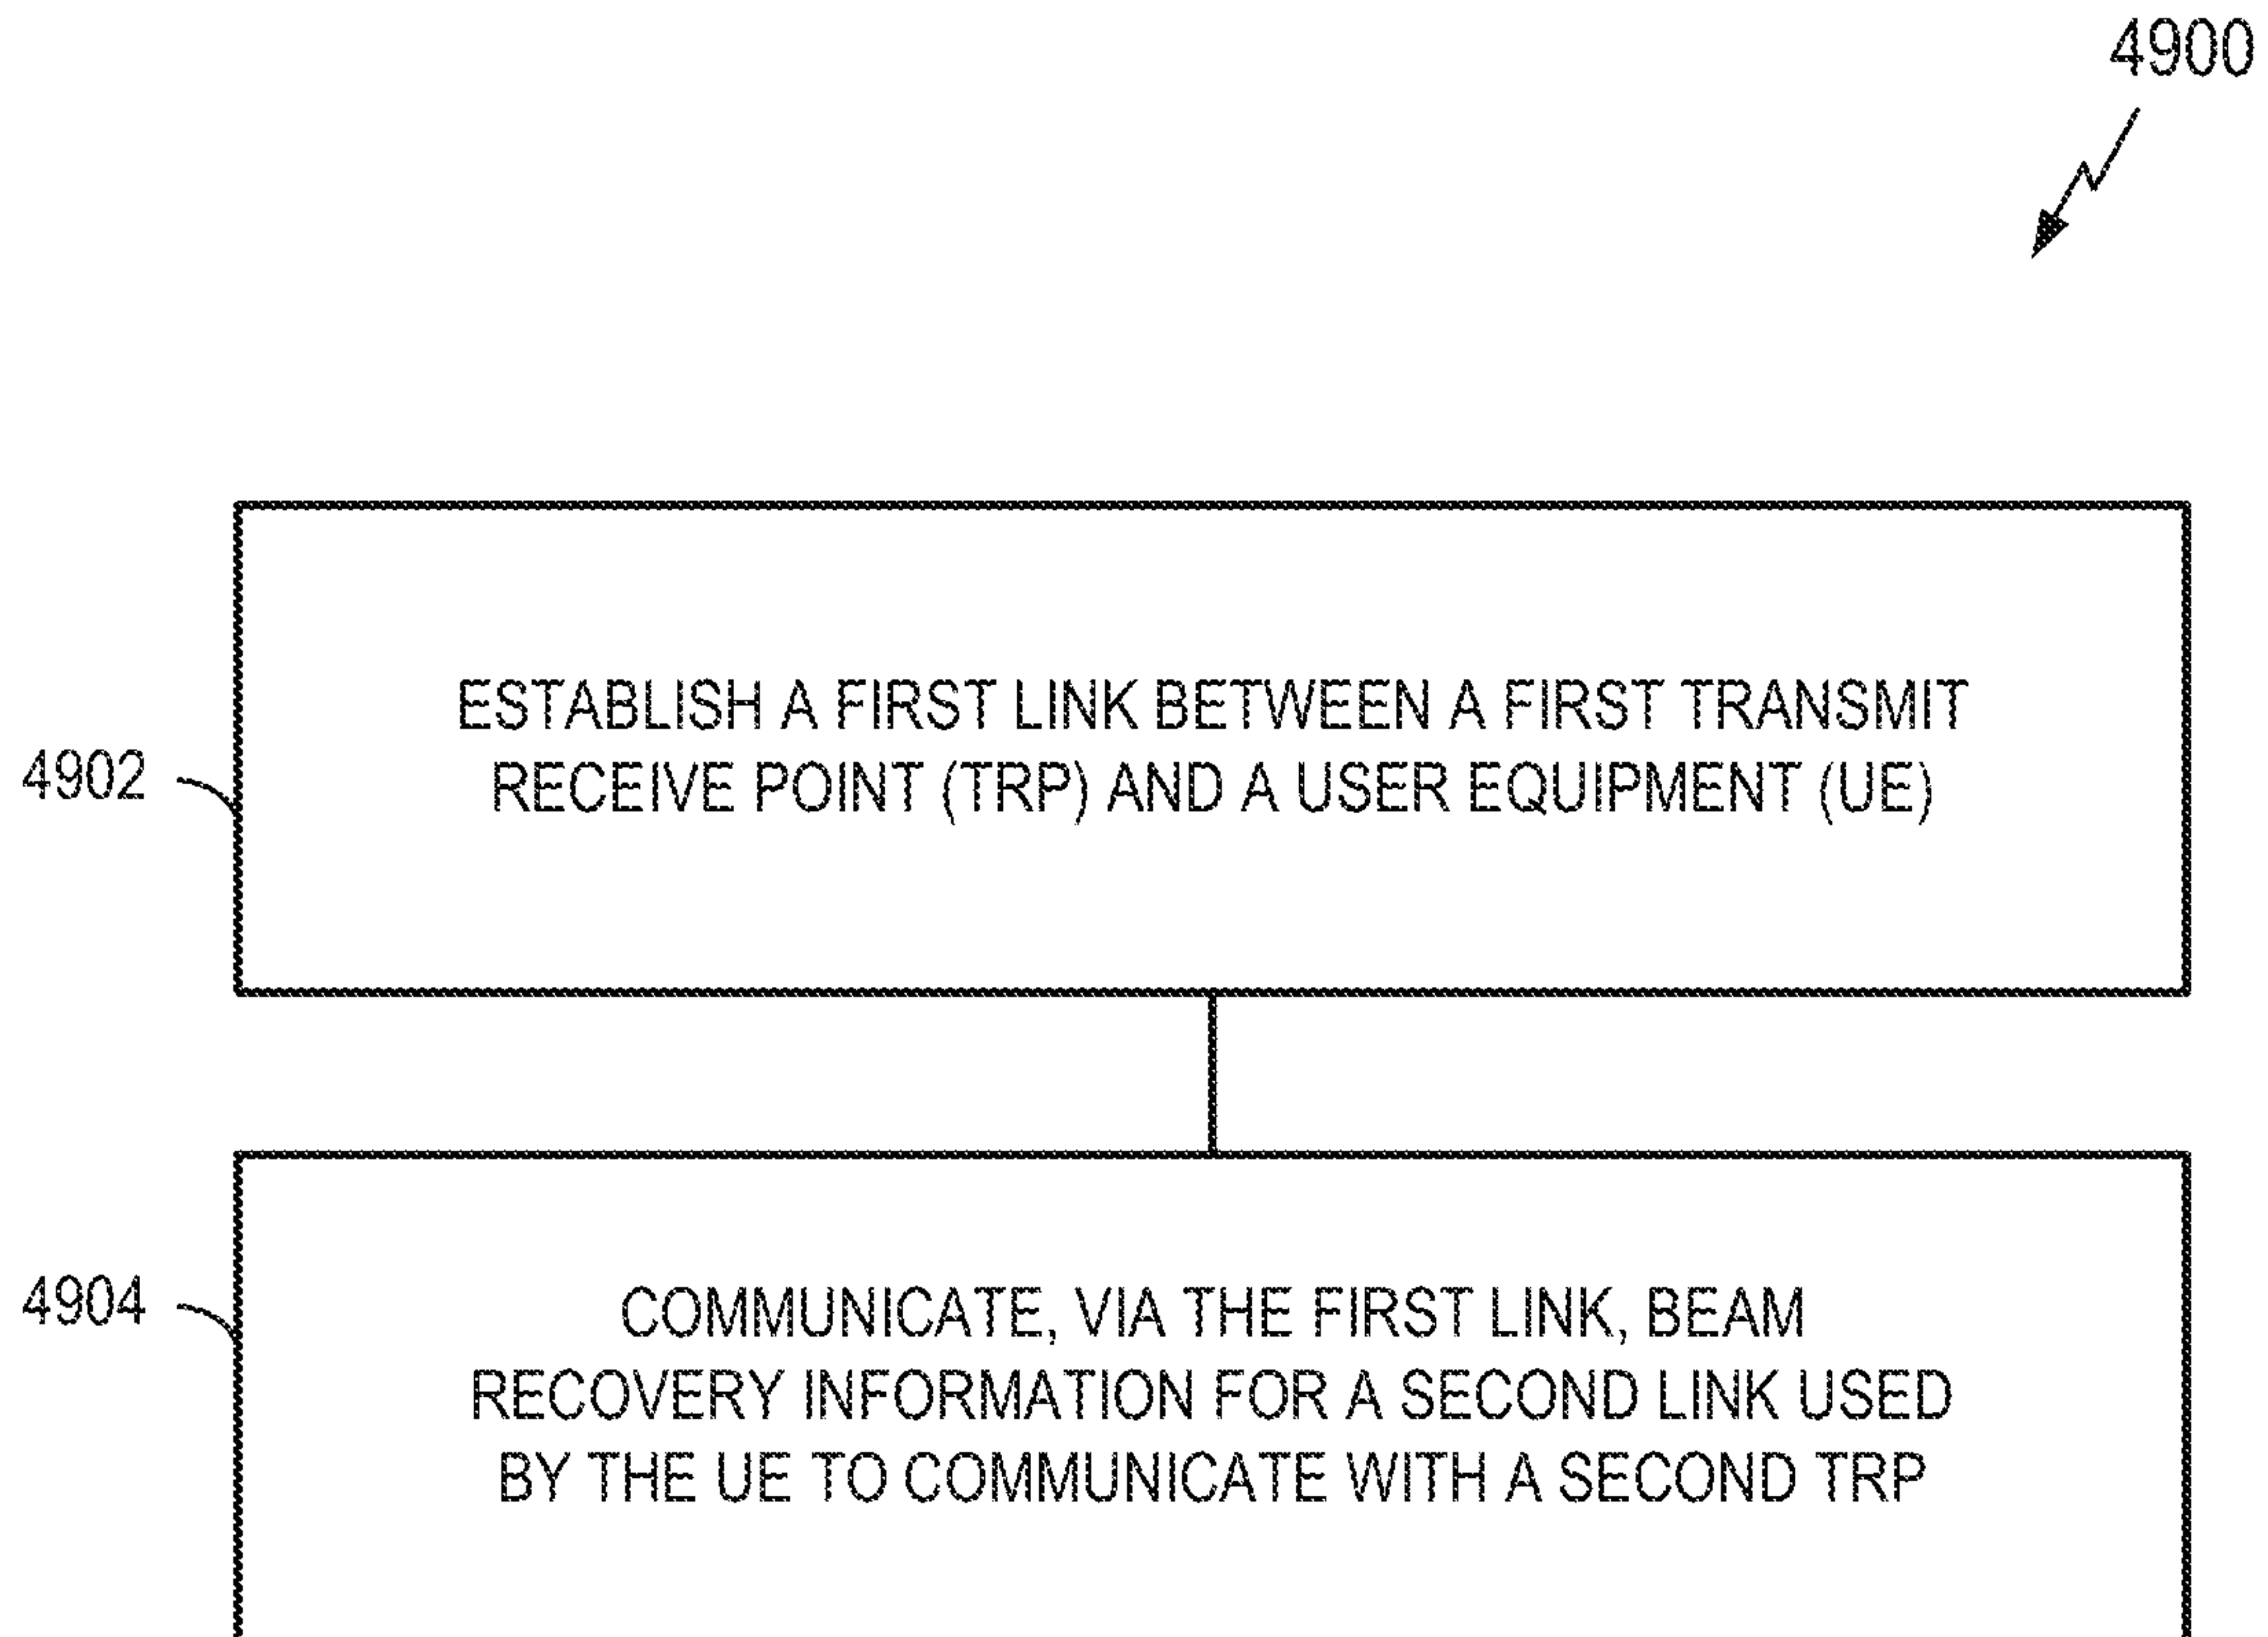 4900
ESTABLISH A FIRST LINK BETWEEN A FIRST TRANSMIT
RECEIVE POINT (TRP) AND A USER EQUIPMENT (UE)
4902
COMMUNICATE, VIA THE FIRST LINK, BEAM
RECOVERY INFORMATION FOR A SECOND LINK USED
BY THE UE TO COMMUNICATE WITH A SECOND TRP
4904